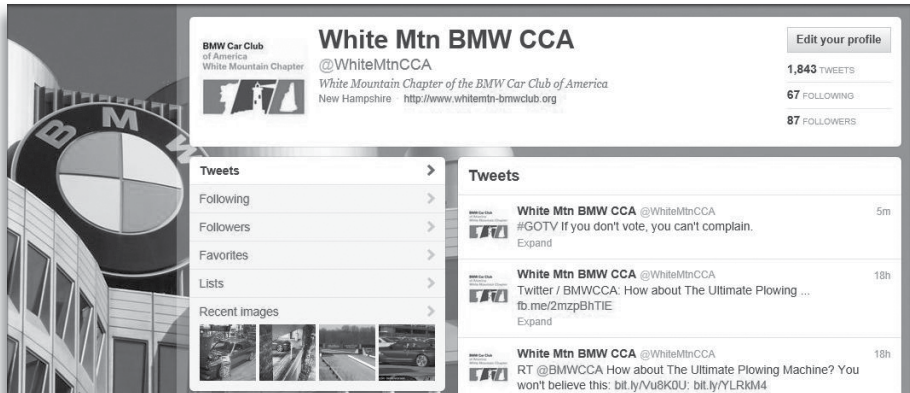 BMW Car Club
of America
White Mountain Chapter
White Mtn BMW CCA
@WhiteMtnCCA
White Mountain Chapter of the BMW Car Club of America
New Hampshire · http://www.whitemtn-bmwclub.org
Edit your profile
1,843 TWEETS
67 FOLLOWING
87 FOLLOWERS
BMW
Tweets
Following
Followers
Favorites
Lists
Recent images
Tweets
White Mtn BMW CCA @WhiteMtnCCA 5m
#GOTV If you don't vote, you can't complain.
Expand
White Mtn BMW CCA @WhiteMtnCCA 18h
Twitter / BMWCCA: How about The Ultimate Plowing ...
fb.me/2mzpBhTIE
Expand
White Mtn BMW CCA @WhiteMtnCCA 18h
RT @BMWCCA How about The Ultimate Plowing Machine? You
won't believe this: bit.ly/Vu8K0U: bit.ly/YLRkM4